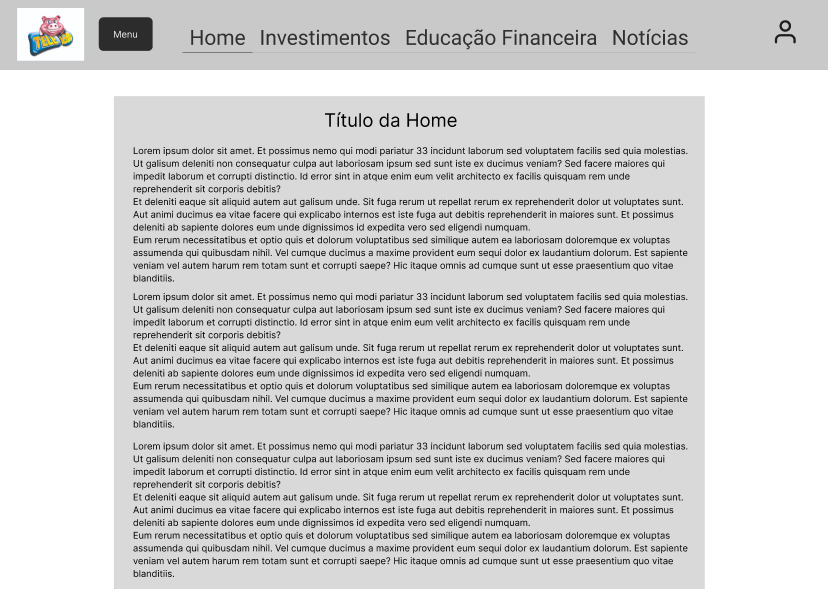 Menu
Home Investimentos Educação Financeira Notícias
Título da Home
Lorem ipsum dolor sit amet. Et possimus nemo qui modi pariatur 33 incidunt laborum sed voluptatem facilis sed quia molestias.
Ut galisum deleniti non consequatur culpa aut laboriosam ipsum sed sunt iste ex ducimus veniam? Sed facere maiores qui
impedit laborum et corrupti distinctio. Id error sint in atque enim eum velit architecto ex facilis quisquam rem unde
reprehenderit sit corporis debitis?
Et deleniti eaque sit aliquid autem aut galisum unde. Sit fuga rerum ut repellat rerum ex reprehenderit dolor ut voluptates sunt.
Aut animi ducimus ea vitae facere qui explicabo internos est iste fuga aut debitis reprehenderit in maiores sunt. Et possimus
deleniti ab sapiente dolores eum unde dignissimos id expedita vero sed eligendi numquam.
Eum rerum necessitatibus et optio quis et dolorum voluptatibus sed similique autem ea laboriosam doloremque ex voluptas
assumenda qui quibusdam nihil. Vel cumque ducimus a maxime provident eum sequi dolor ex laudantium dolorum. Est sapiente
veniam vel autem harum rem totam sunt et corrupti saepe? Hic itaque omnis ad cumque sunt ut esse praesentium quo vitae
blanditiis.
Lorem ipsum dolor sit amet. Et possimus nemo qui modi pariatur 33 incidunt laborum sed voluptatem facilis sed quia molestias.
Ut galisum deleniti non consequatur culpa aut laboriosam ipsum sed sunt iste ex ducimus veniam? Sed facere maiores qui
impedit laborum et corrupti distinctio. Id error sint in atque enim eum velit architecto ex facilis quisquam rem unde
reprehenderit sit corporis debitis?
Et deleniti eaque sit aliquid autem aut galisum unde. Sit fuga rerum ut repellat rerum ex reprehenderit dolor ut voluptates sunt.
Aut animi ducimus ea vitae facere qui explicabo internos est iste fuga aut debitis reprehenderit in maiores sunt. Et possimus
deleniti ab sapiente dolores eum unde dignissimos id expedita vero sed eligendi numquam.
Eum rerum necessitatibus et optio quis et dolorum voluptatibus sed similique autem ea laboriosam doloremque ex voluptas
assumenda qui quibusdam nihil. Vel cumque ducimus a maxime provident eum sequi dolor ex laudantium dolorum. Est sapiente
veniam vel autem harum rem totam sunt et corrupti saepe? Hic itaque omnis ad cumque sunt ut esse praesentium quo vitae
blanditiis.
Lorem ipsum dolor sit amet. Et possimus nemo qui modi pariatur 33 incidunt laborum sed voluptatem facilis sed quia molestias.
Ut galisum deleniti non consequatur culpa aut laboriosam ipsum sed sunt iste ex ducimus veniam? Sed facere maiores qui
impedit laborum et corrupti distinctio. Id error sint in atque enim eum velit architecto ex facilis quisquam rem unde
reprehenderit sit corporis debitis?
Et deleniti eaque sit aliquid autem aut galisum unde. Sit fuga rerum ut repellat rerum ex reprehenderit dolor ut voluptates sunt.
Aut animi ducimus ea vitae facere qui explicabo internos est iste fuga aut debitis reprehenderit in maiores sunt. Et possimus
deleniti ab sapiente dolores eum unde dignissimos id expedita vero sed eligendi numquam.
Eum rerum necessitatibus et optio quis et dolorum voluptatibus sed similique autem ea laboriosam doloremque ex voluptas
assumenda qui quibusdam nihil. Vel cumque ducimus a maxime provident eum sequi dolor ex laudantium dolorum. Est sapiente
veniam vel autem harum rem totam sunt et corrupti saepe? Hic itaque omnis ad cumque sunt ut esse praesentium quo vitae
blanditiis.